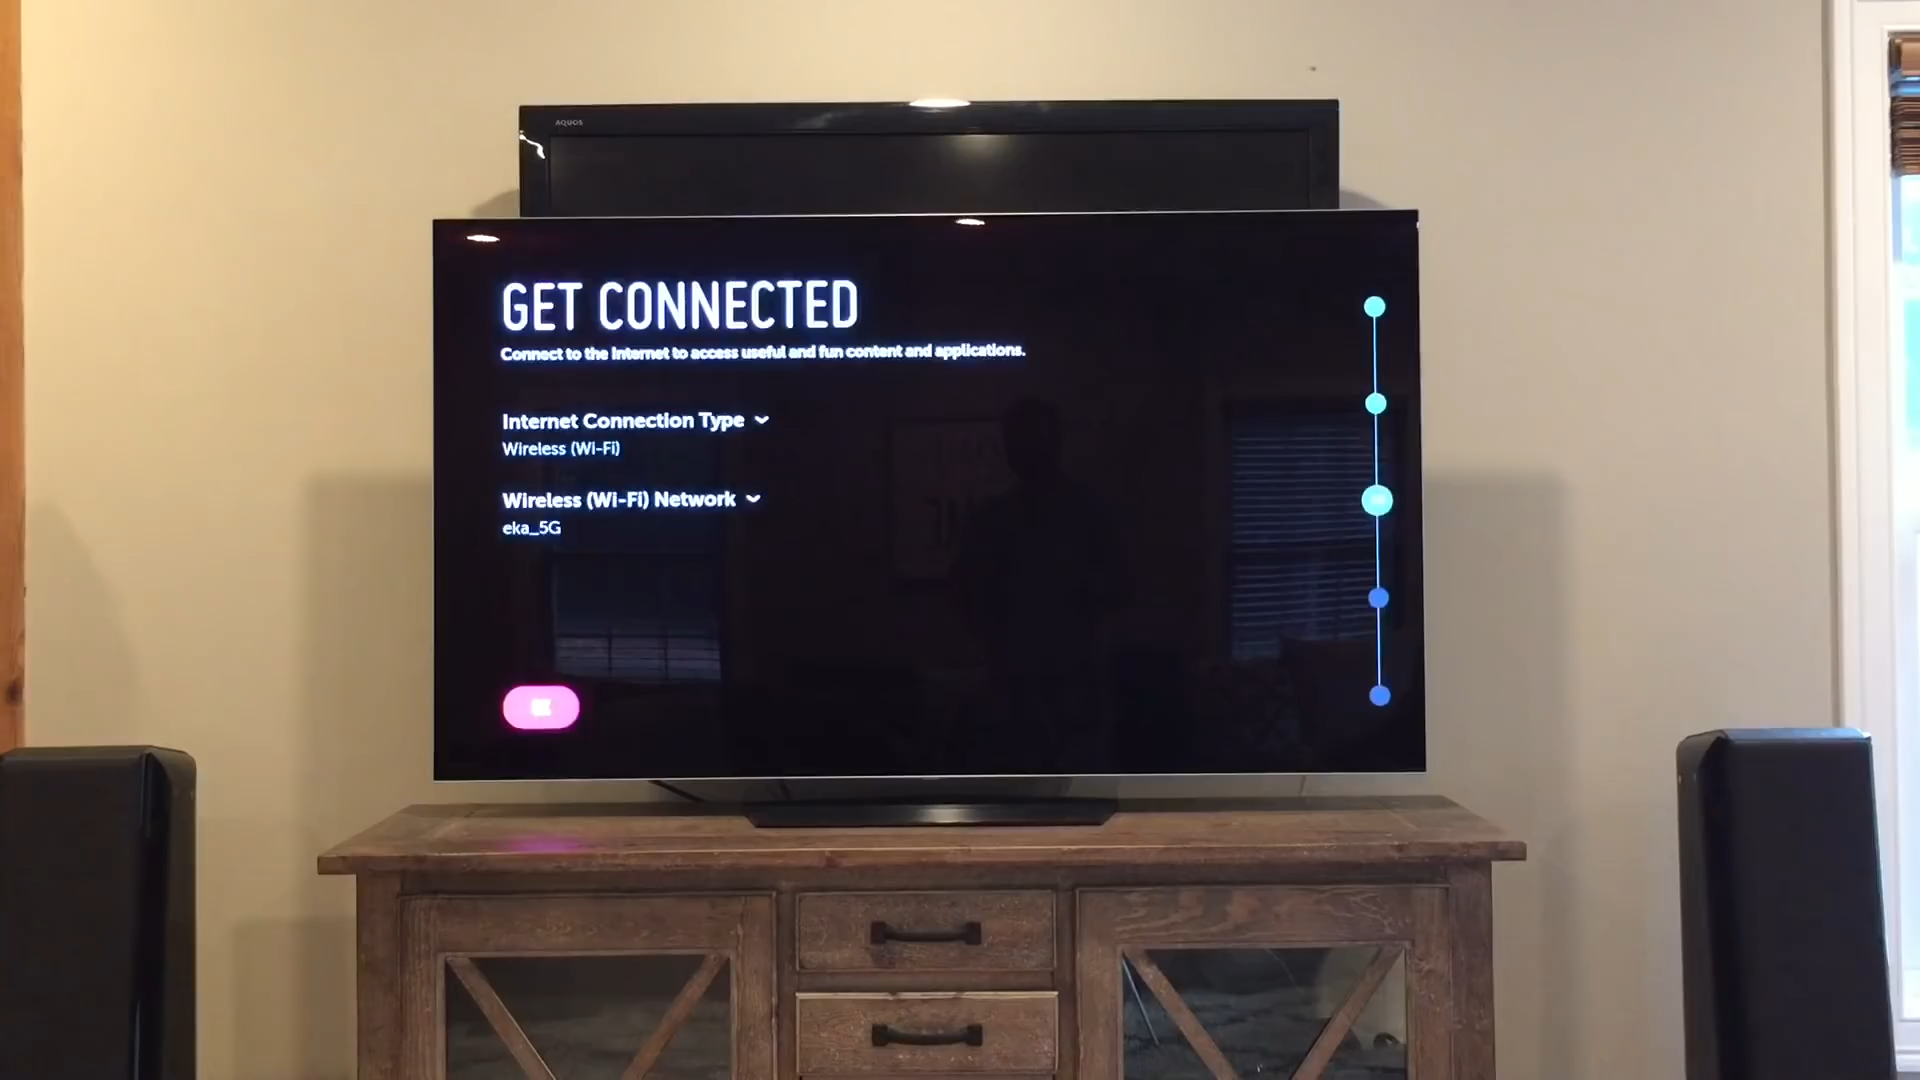 AQUOS
GET CONNECTED
Connect to the Internet to access useful and fun content and applications.
Internet Connection Type
Wireless (Wi-Fi)
Wireless (Wi-Fi) Network
eka_5G